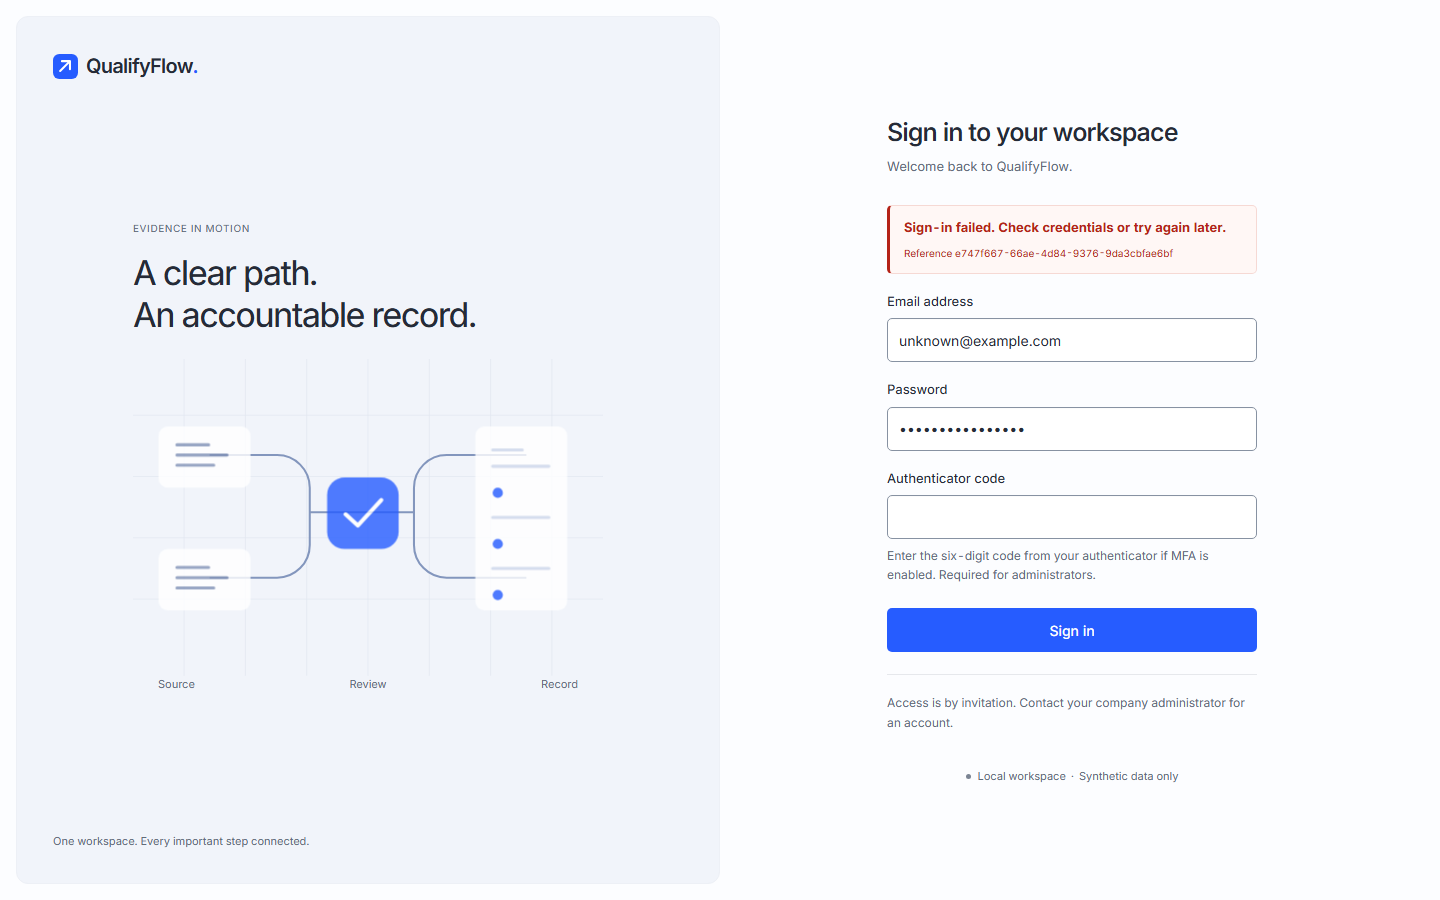 QualifyFlow.
EVIDENCE IN MOTION
A clear path.
An accountable record.
Source
Review
Record
One workspace. Every important step connected.
Sign in to your workspace
Welcome back to QualifyFlow.
Sign-in failed. Check credentials or try again later.
Reference e747f667-66ae-4d84-9376-9da3cbfae6bf
Email address
unknown@example.com
Password
••••••••••••••••
Authenticator code
Enter the six-digit code from your authenticator if MFA is
enabled. Required for administrators.
Sign in
Access is by invitation. Contact your company administrator for
an account.
Local workspace · Synthetic data only